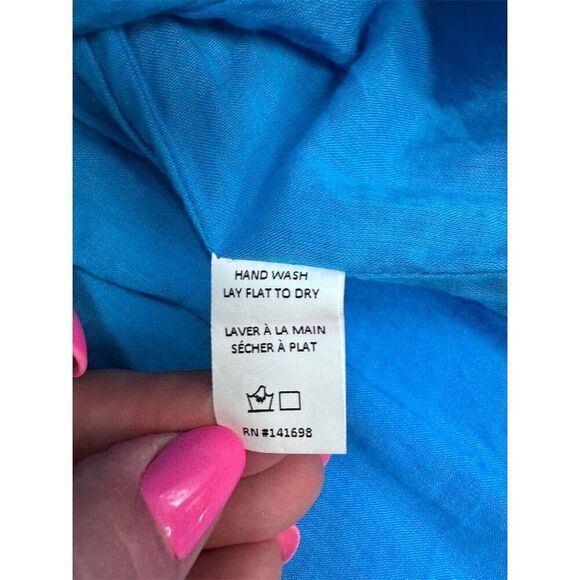 HAND WASH
LAY FLAT TO DRY
LAVER À LA MAIN
SÉCHER À PLAT
RN #141698